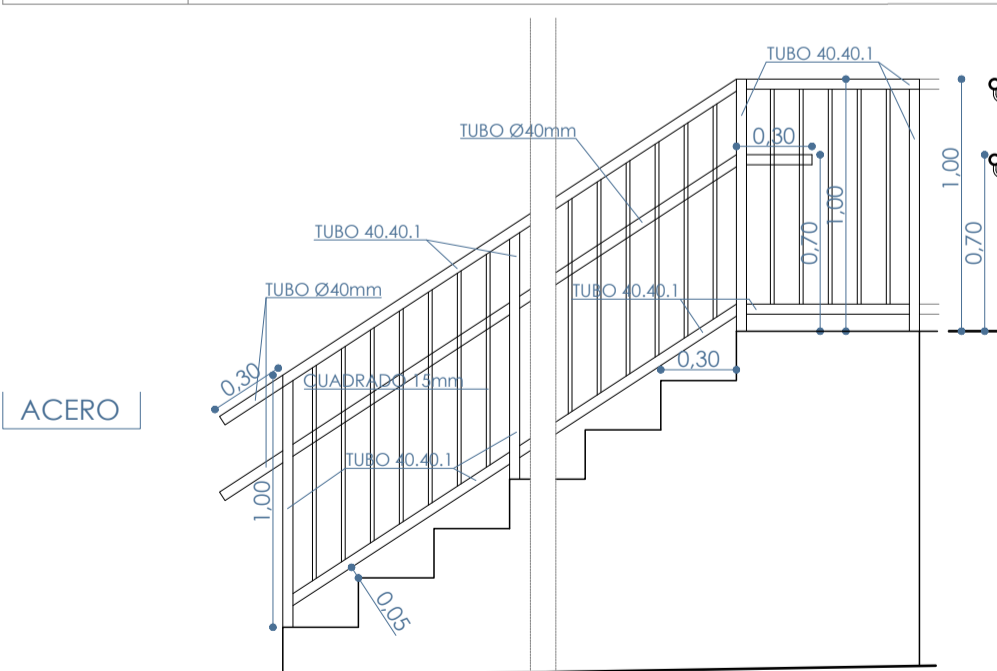 TUBO 40.40.1
TUBO Ø40mm
0,30
1,00
1,00
0,70
0,70
TUBO 40.40.1
TUBO Ø40mm
TUBO 40.40.1
0,30
0,30
CUADRADO 15mm
ACERO
TUBO 40.40.1
1,00
0,05